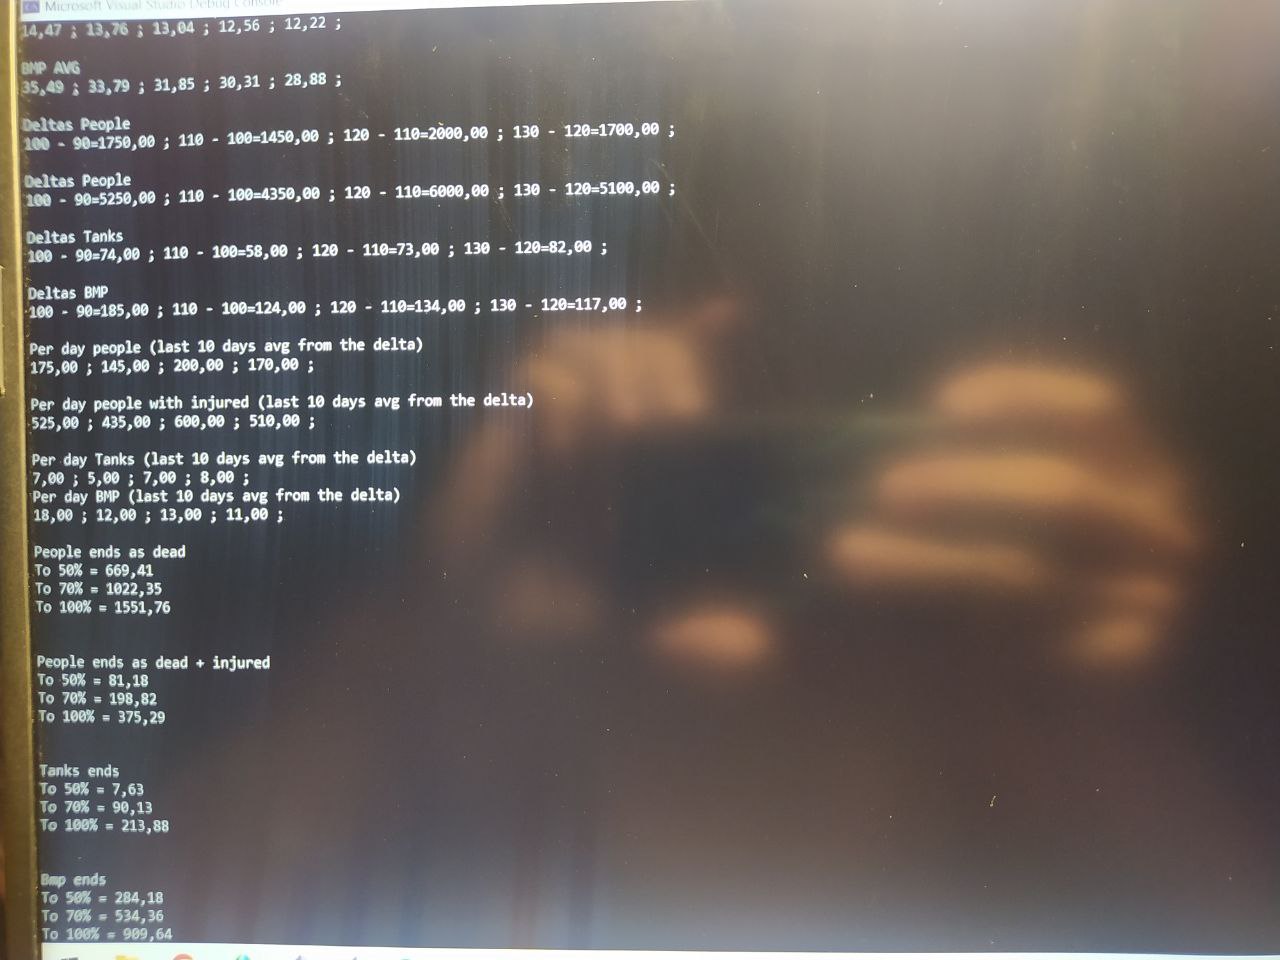 Microsoft Visual Studio Debug Console
14,47 ; 13,76 ; 13,04 ; 12,56 ; 12,22 ;
BMP AVG
35,49 ; 33,79 ; 31,85 ; 30,31 ; 28,88 ;
Deltas People
100 - 90=1750,00 ; 110 - 100=1450,00 ; 120 - 110=2000,00 ; 130 - 120=1700,00 ;
Deltas People
100 - 90=5250,00 ; 110 - 100=4350,00 ; 120 - 110=6000,00 ; 130 - 120=5100,00 ;
Deltas Tanks
100 - 90=74,00 ; 110 - 100=58,00 ; 120 - 110=73,00 ; 130 - 120=82,00 ;
Deltas BMP
100 - 90=185,00 ; 110 - 100=124,00 ; 120 - 110=134,00 ; 130 - 120=117,00 ;
Per day people (last 10 days avg from the delta)
175,00 ; 145,00 ; 200,00 ; 170,00 ;
Per day people with injured (last 10 days avg from the delta)
525,00 ; 435,00 ; 600,00 ; 510,00 ;
Per day Tanks (last 10 days avg from the delta)
7,00 ; 5,00 ; 7,00 ; 8,00 ;
Per day BMP (last 10 days avg from the delta)
18,00 ; 12,00 ; 13,00 ; 11,00 ;
People ends as dead
To 50% = 669,41
To 70% = 1022,35
To 100% = 1551,76
People ends as dead + injured
To 50% = 81,18
To 70% = 198,82
To 100% = 375,29
Tanks ends
To 50% = 7,63
To 70% = 90,13
To 100% = 213,88
Bmp ends
To 50% = 284,18
To 70% = 534,36
To 100% = 909,64